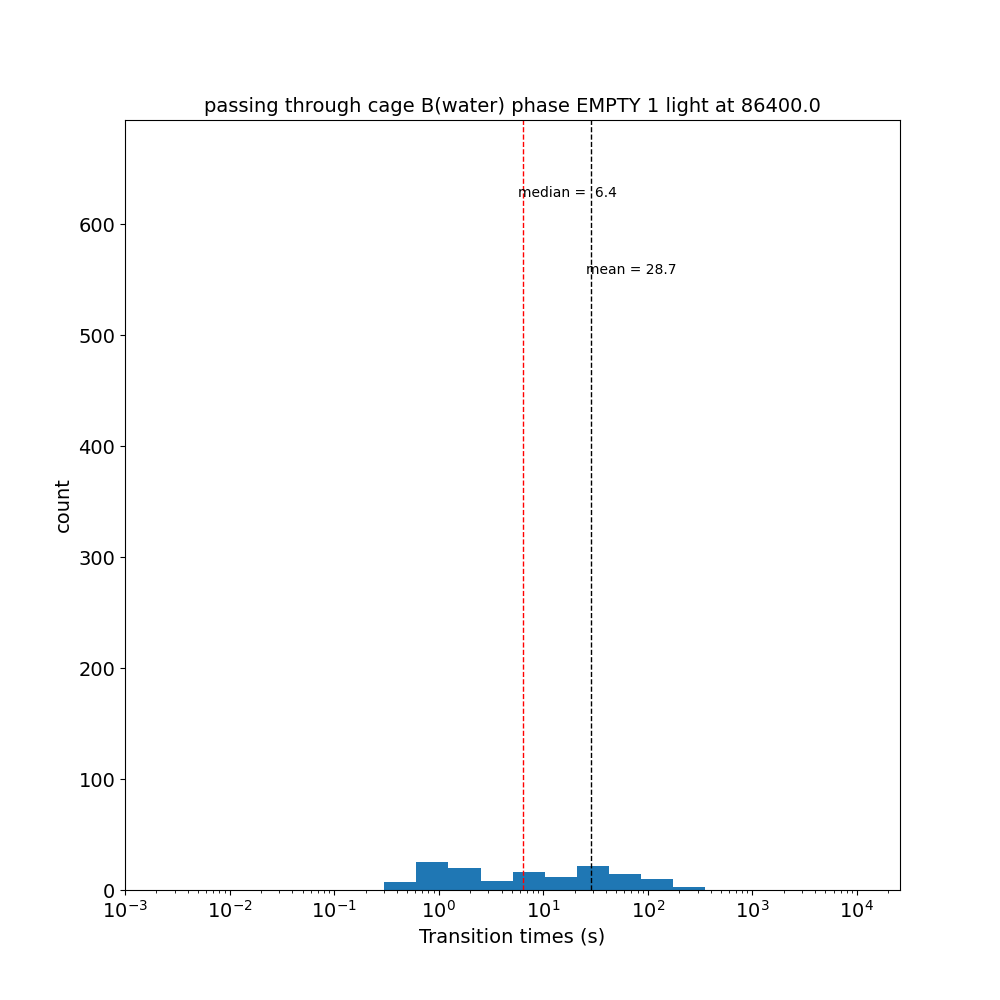 passing through cage B(water) phase EMPTY 1 light at 86400.0
median =  6.4
mean = 28.7
600
500
400
300
200
100
0
count
10⁻³ 10⁻² 10⁻¹ 10⁰ 10¹ 10² 10³ 10⁴
Transition times (s)